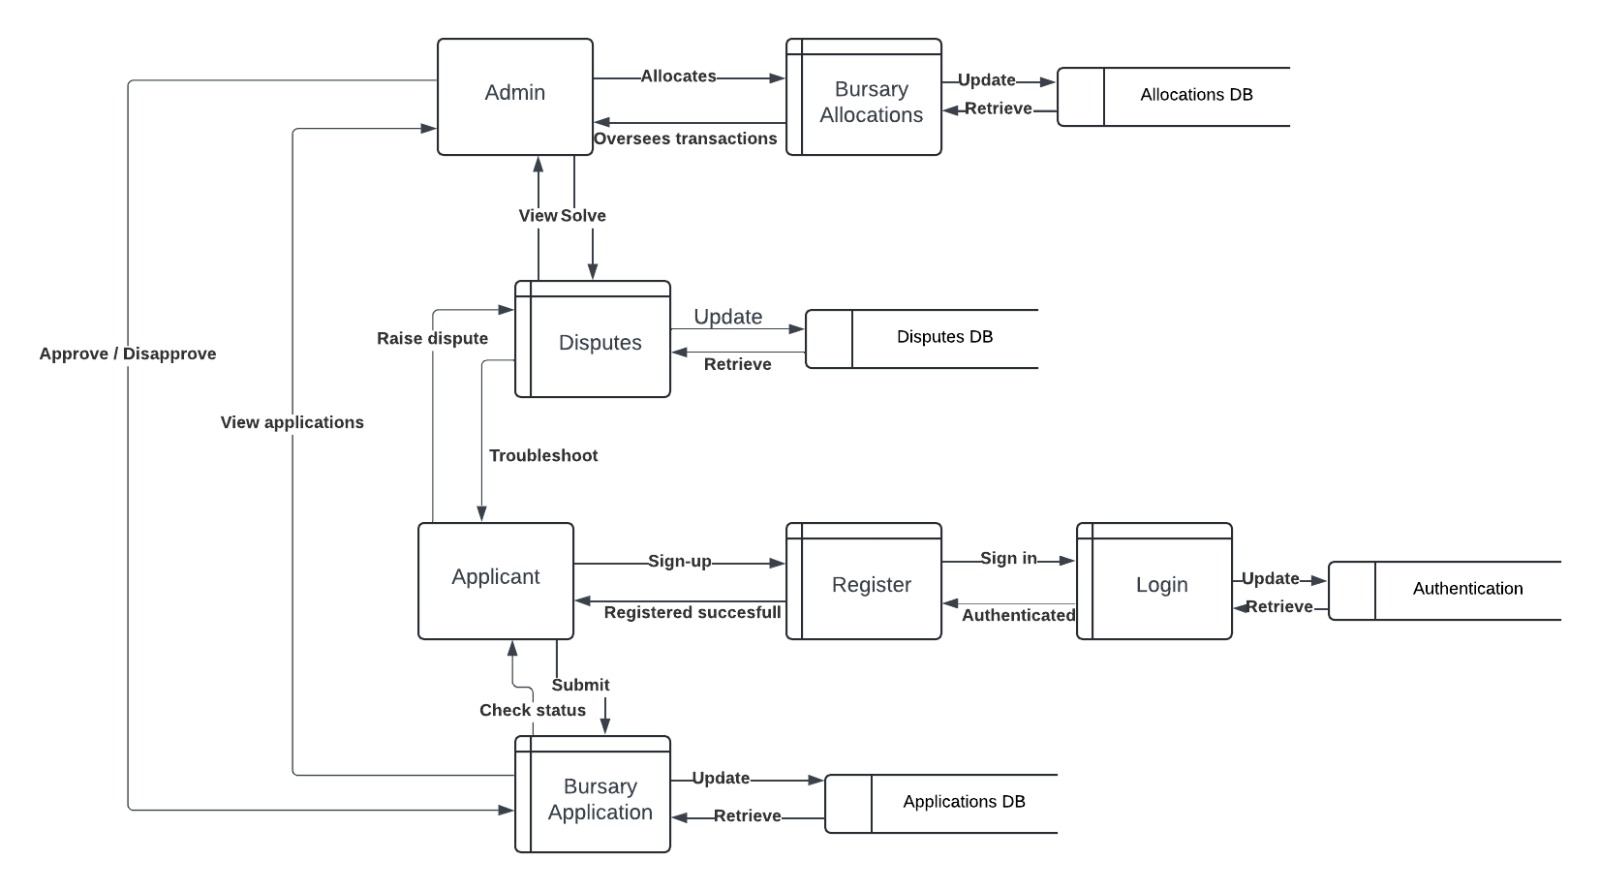 Admin
Allocates
Bursary
Allocations
Update
Retrieve
Allocations DB
Oversees transactions
View
Solve
Approve / Disapprove
View applications
Raise dispute
Disputes
Update
Retrieve
Disputes DB
Troubleshoot
Applicant
Sign-up
Registered succesfull
Register
Sign in
Authenticated
Login
Update
Retrieve
Authentication
Submit
Check status
Bursary
Application
Update
Retrieve
Applications DB